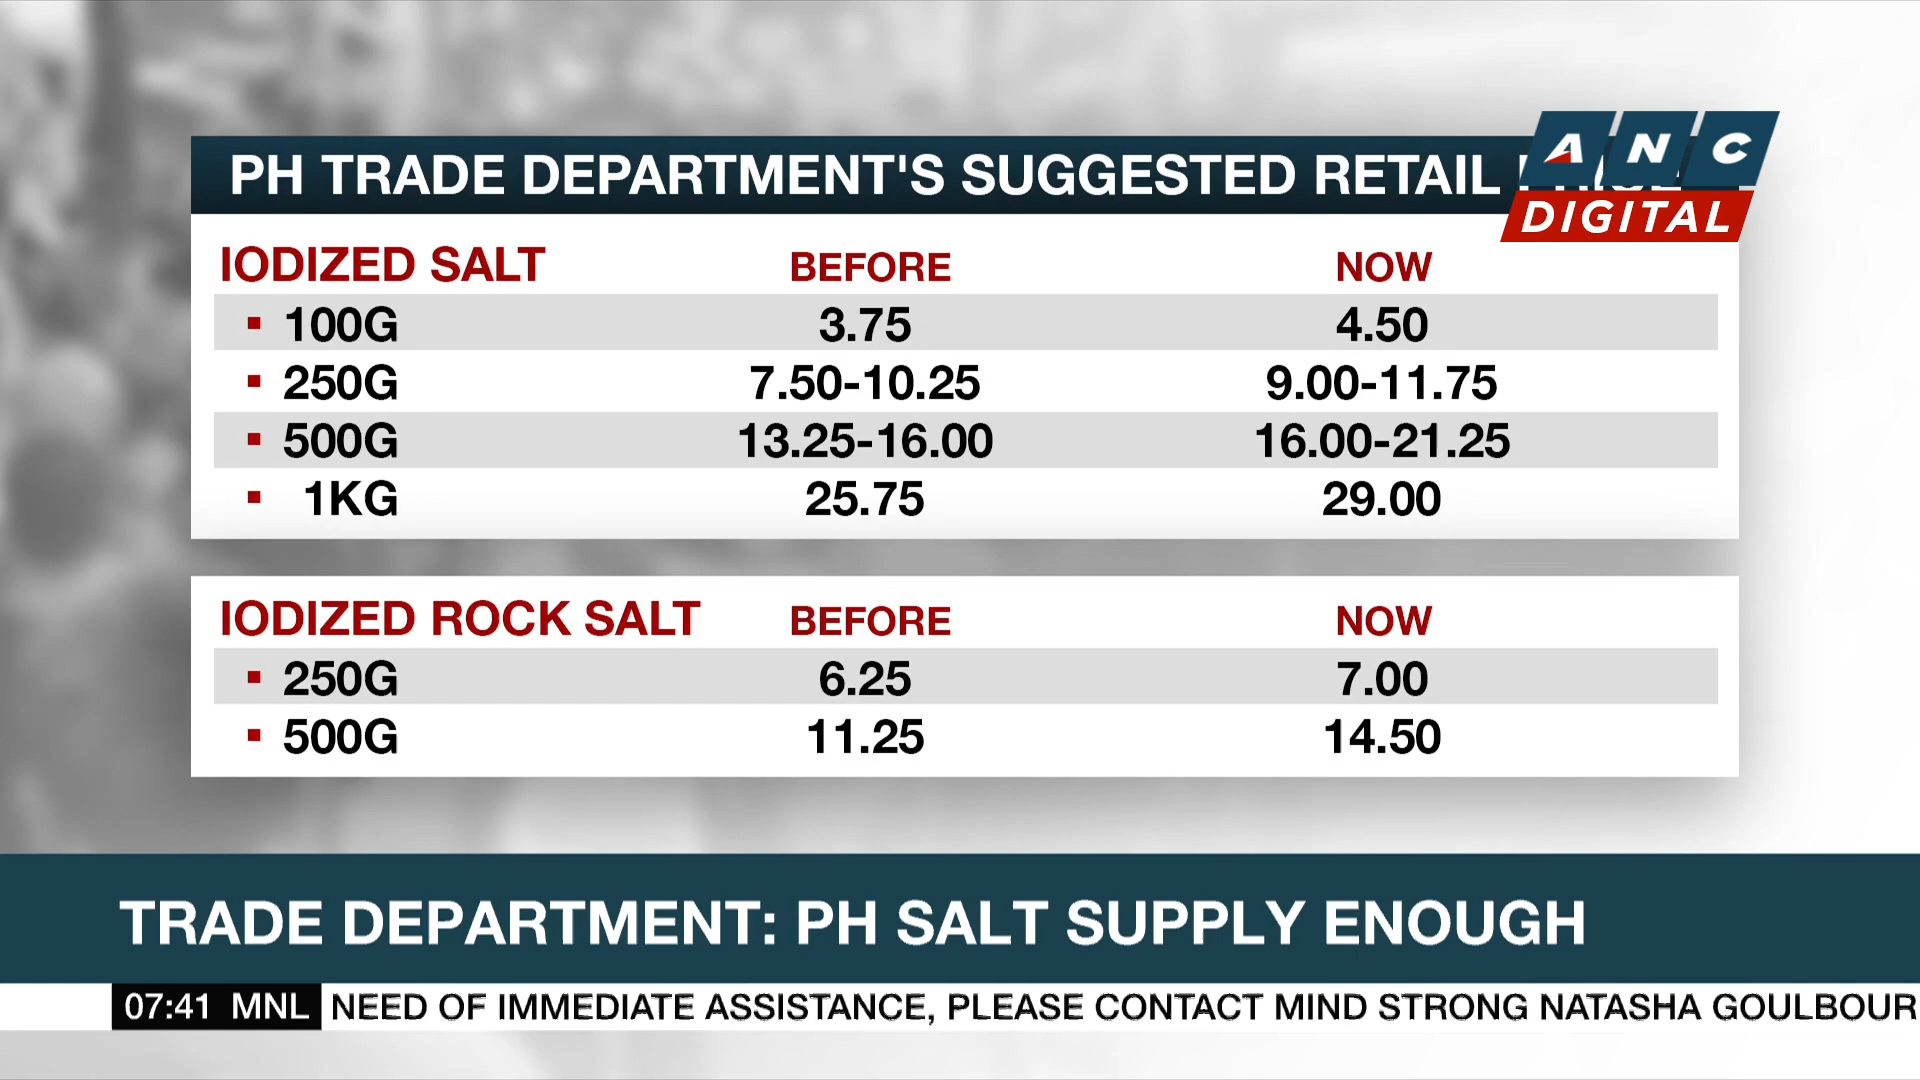 PH TRADE DEPARTMENT'S SUGGESTED RETAIL
ANC
DIGITAL
IODIZED SALT BEFORE NOW
▪ 100G 3.75 4.50
▪ 250G 7.50-10.25 9.00-11.75
▪ 500G 13.25-16.00 16.00-21.25
▪ 1KG 25.75 29.00
IODIZED ROCK SALT BEFORE NOW
▪ 250G 6.25 7.00
▪ 500G 11.25 14.50
TRADE DEPARTMENT: PH SALT SUPPLY ENOUGH
07:41 MNL NEED OF IMMEDIATE ASSISTANCE, PLEASE CONTACT MIND STRONG NATASHA GOULBOUR